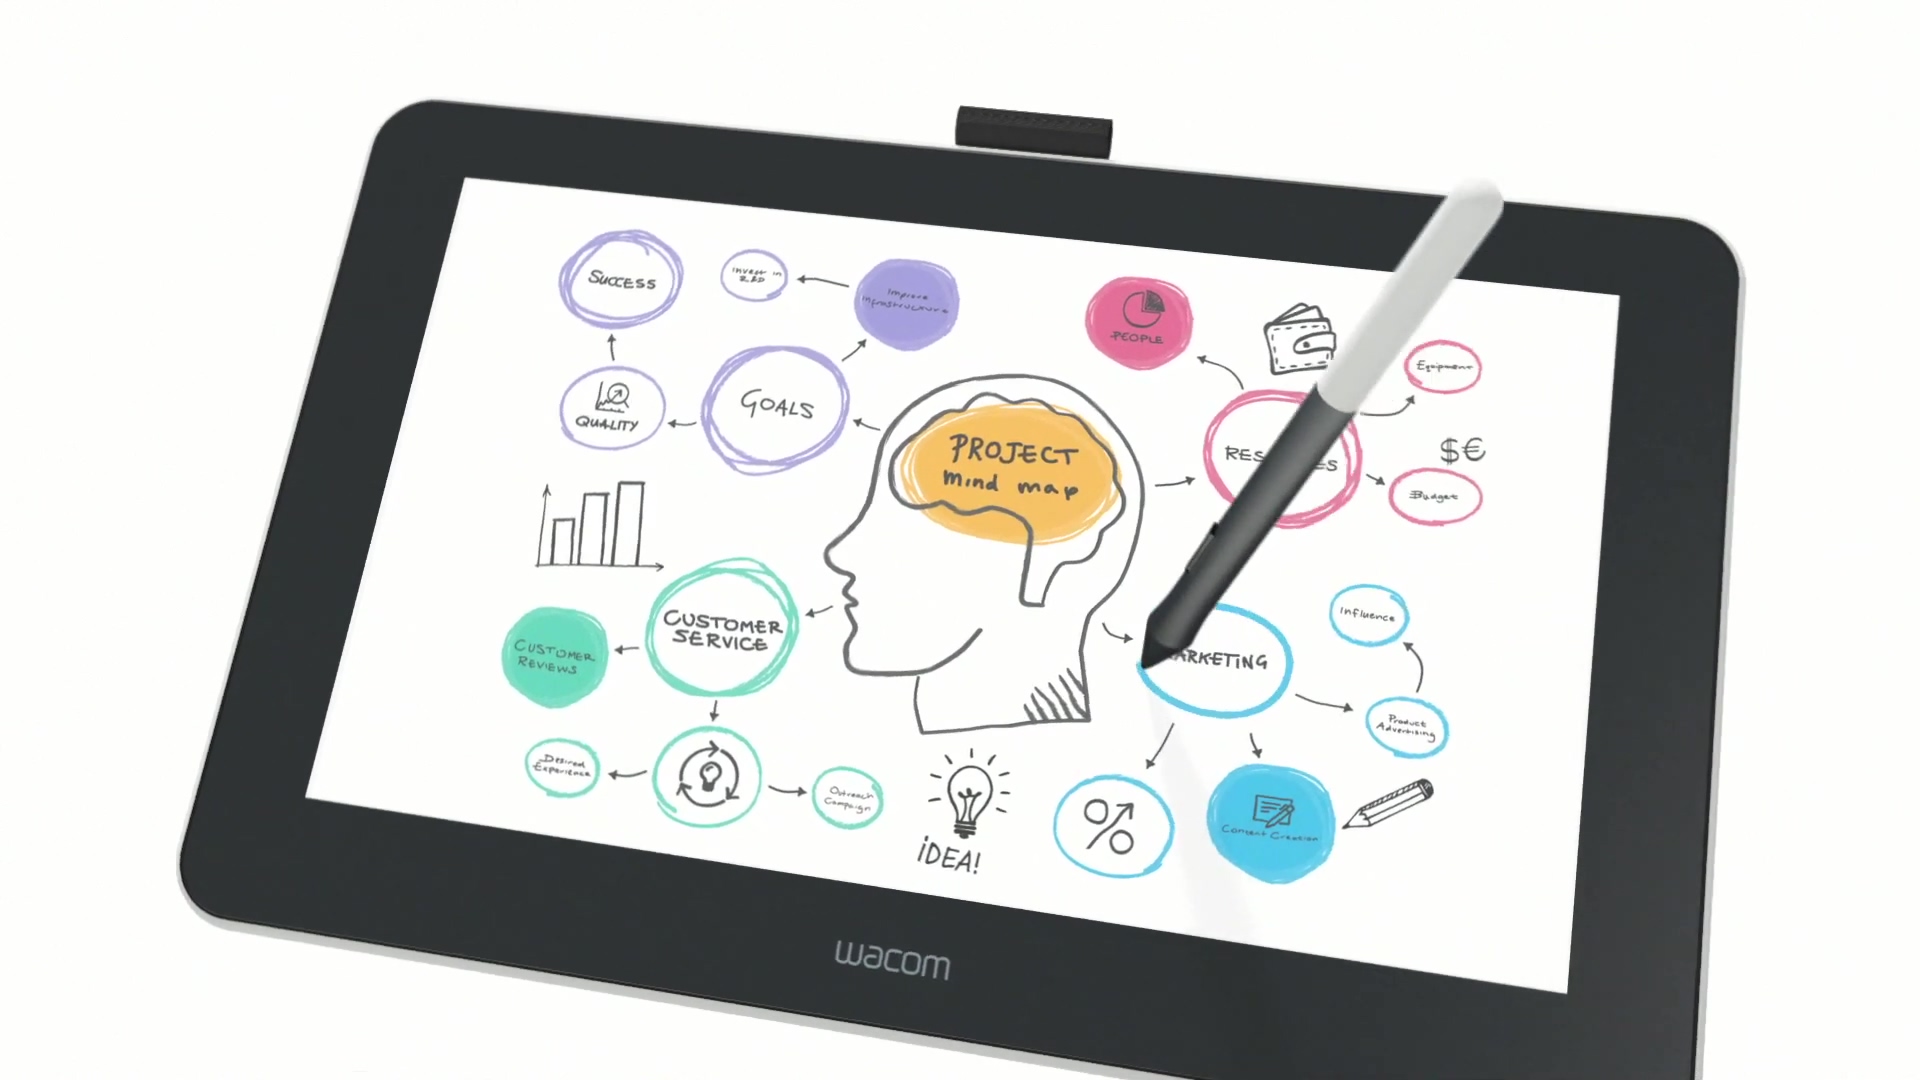 SUCCESS
Invest in
R&D
Improve
Infrastructure
PEOPLE
Equipment
GOALS
QUALITY
PROJECT
mind map
$€
Budget
CUSTOMER
SERVICE
CUSTOMER
REVIEWS
Influence
ARKETING
Product
Advertising
Desired
Experience
Outreach
Campaign
Content Creation
IDEA!
wacom